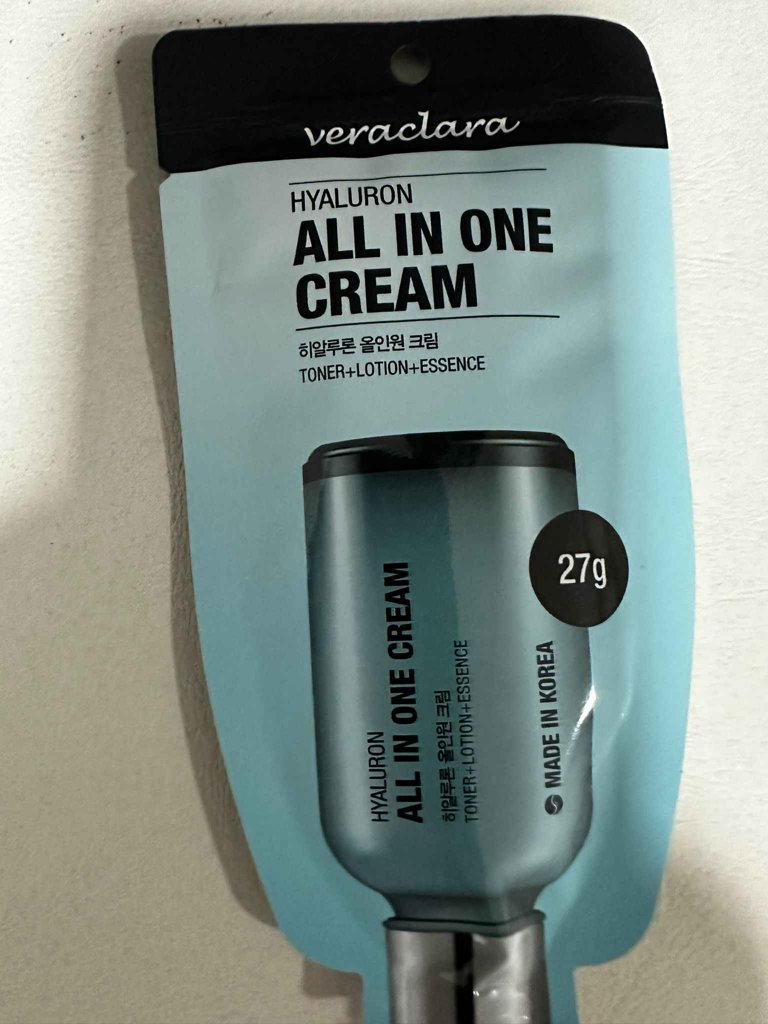 veraclara
HYALURON
ALL IN ONE
CREAM
히알루론 올인원 크림
TONER+LOTION+ESSENCE
27g
HYALURON
ALL IN ONE CREAM
히알루론 올인원 크림
TONER+LOTION+ESSENCE
MADE IN KOREA